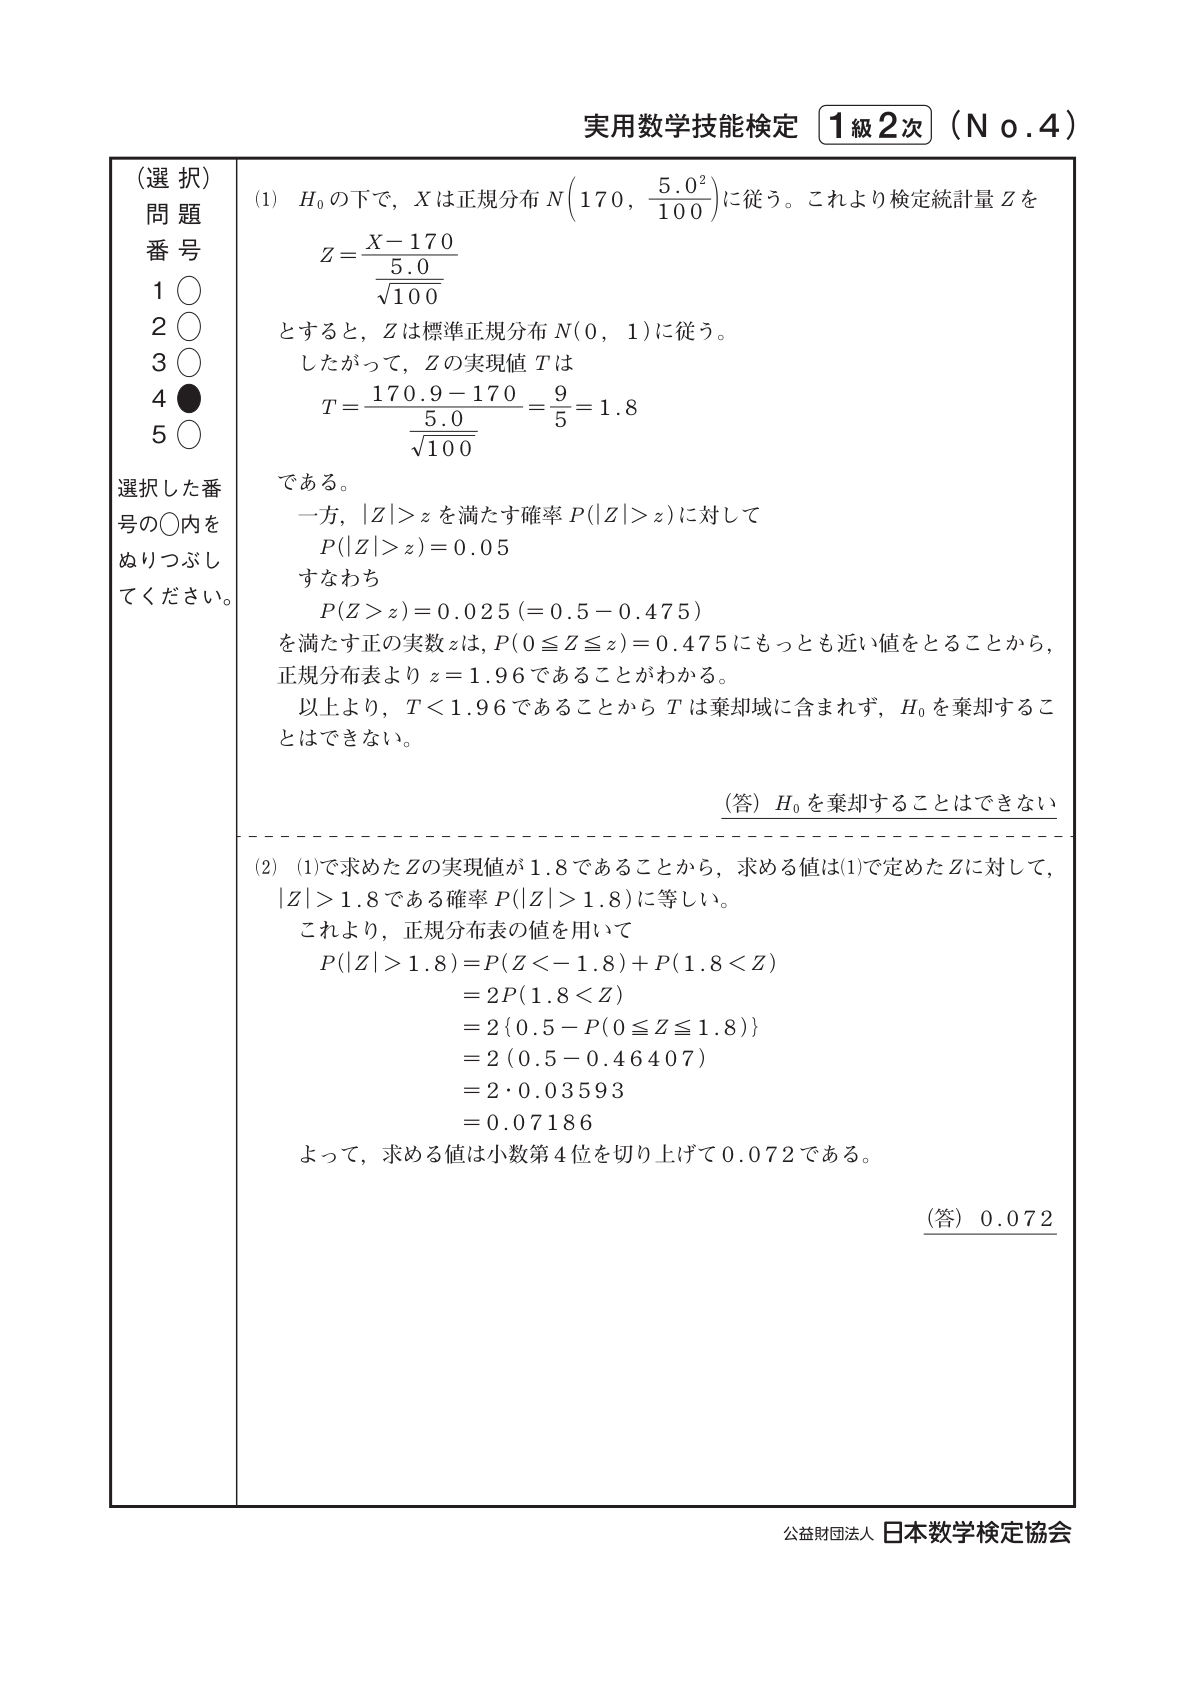 実用数学技能検定 1級2次 (No.4)
(選 択)
問 題
番 号
1 ○
2 ○
3 ○
4 ●
5 ○
選択した番
号の○内を
ぬりつぶし
てください。
(1) H₀の下で，Xは正規分布N(170, 5.0²/100)に従う。これより検定統計量Zを
Z=(X−170)/(5.0/√100)
とすると，Zは標準正規分布N(0, 1)に従う。
したがって，Zの実現値Tは
T=(170.9−170)/(5.0/√100)=9/5=1.8
である。
一方，|Z|>zを満たす確率P(|Z|>z)に対して
P(|Z|>z)=0.05
すなわち
P(Z>z)=0.025(=0.5−0.475)
を満たす正の実数zは，P(0≦Z≦z)=0.475にもっとも近い値をとることから，
正規分布表よりz=1.96であることがわかる。
以上より，T<1.96であることからTは棄却域に含まれず，H₀を棄却するこ
とはできない。
(答) H₀を棄却することはできない
(2) (1)で求めたZの実現値が1.8であることから，求める値は(1)で定めたZに対して，
|Z|>1.8である確率P(|Z|>1.8)に等しい。
これより，正規分布表の値を用いて
P(|Z|>1.8)=P(Z<−1.8)+P(1.8<Z)
=2P(1.8<Z)
=2{0.5−P(0≦Z≦1.8)}
=2(0.5−0.46407)
=2·0.03593
=0.07186
よって，求める値は小数第4位を切り上げて0.072である。
(答) 0.072
公益財団法人 日本数学検定協会